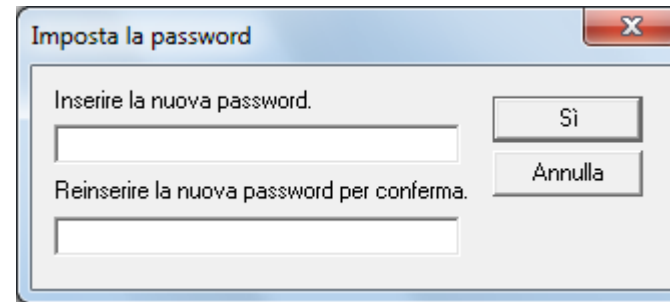 Imposta la password
Inserire la nuova password.
Sì
Annulla
Reinserire la nuova password per conferma.